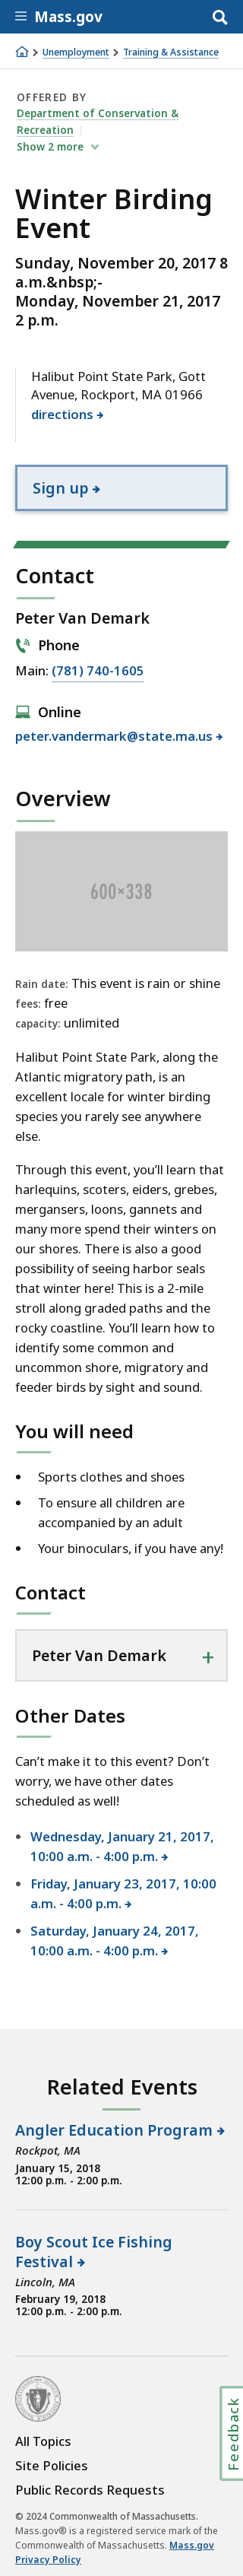 Mass.gov
Unemployment
Training & Assistance
OFFERED BY
Department of Conservation &
Recreation
Show 2 more
Winter Birding
Event
Sunday, November 20, 2017 8
a.m.&nbsp;-
Monday, November 21, 2017
2 p.m.
Halibut Point State Park, Gott
Avenue, Rockport, MA 01966
directions
Sign up
Contact
Peter Van Demark
Phone
Main: (781) 740-1605
Online
peter.vandermark@state.ma.us
Overview
600×338
Rain date: This event is rain or shine
fees: free
capacity: unlimited
Halibut Point State Park, along the
Atlantic migratory path, is an
excellent locale for winter birding
species you rarely see anywhere
else.
Through this event, you’ll learn that
harlequins, scoters, eiders, grebes,
mergansers, loons, gannets and
many more spend their winters on
our shores. There is also a good
possibility of seeing harbor seals
that winter here! This is a 2-mile
stroll along graded paths and the
rocky coastline. You’ll learn how to
identify some common and
uncommon shore, migratory and
feeder birds by sight and sound.
You will need
• Sports clothes and shoes
• To ensure all children are
accompanied by an adult
• Your binoculars, if you have any!
Contact
Peter Van Demark +
Other Dates
Can’t make it to this event? Don’t
worry, we have other dates
scheduled as well!
• Wednesday, January 21, 2017,
10:00 a.m. - 4:00 p.m.
• Friday, January 23, 2017, 10:00
a.m. - 4:00 p.m.
• Saturday, January 24, 2017,
10:00 a.m. - 4:00 p.m.
Related Events
Angler Education Program
Rockpot, MA
January 15, 2018
12:00 p.m. - 2:00 p.m.
Boy Scout Ice Fishing
Festival
Lincoln, MA
February 19, 2018
12:00 p.m. - 2:00 p.m.
Feedback
All Topics
Site Policies
Public Records Requests
© 2024 Commonwealth of Massachusetts.
Mass.gov® is a registered service mark of the
Commonwealth of Massachusetts. Mass.gov
Privacy Policy